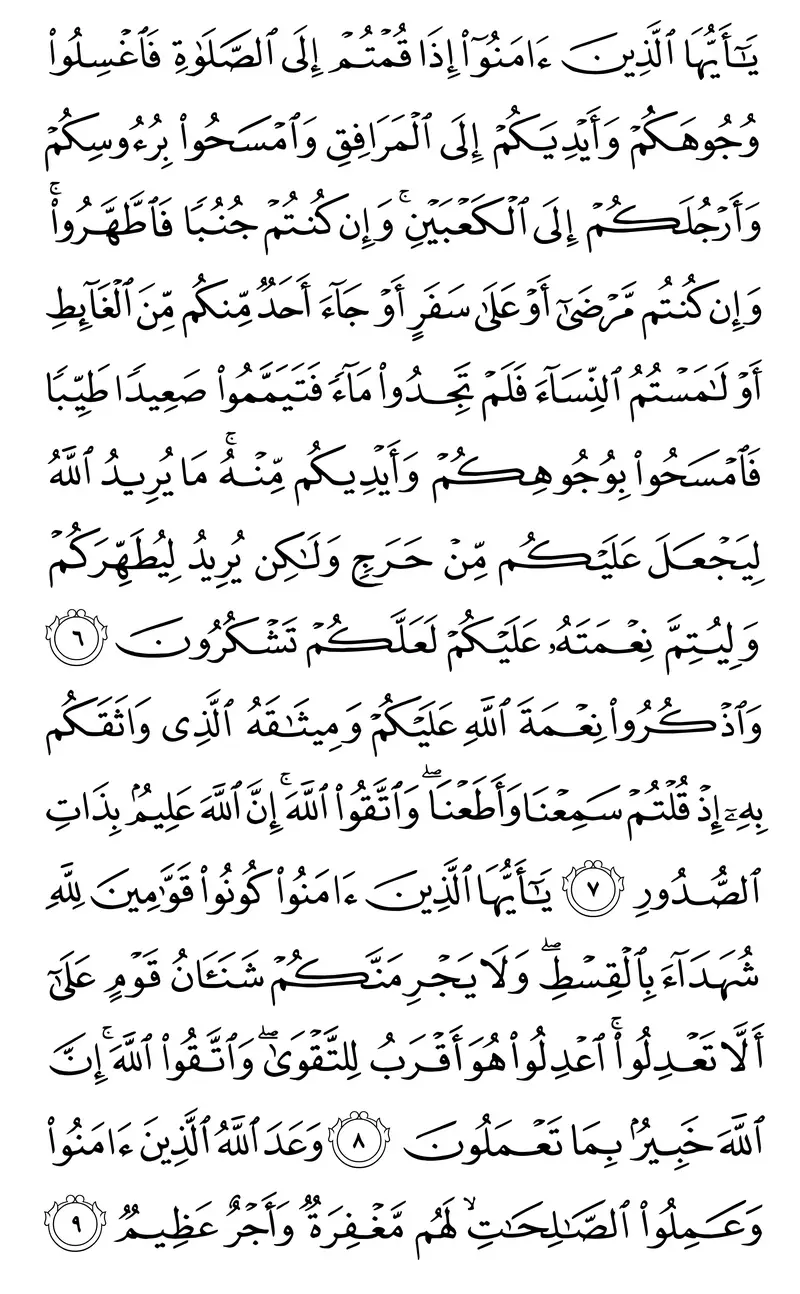 يَٰٓأَيُّهَا ٱلَّذِينَ ءَامَنُوٓاْ إِذَا قُمۡتُمۡ إِلَى ٱلصَّلَوٰةِ فَٱغۡسِلُواْ
وُجُوهَكُمۡ وَأَيۡدِيَكُمۡ إِلَى ٱلۡمَرَافِقِ وَٱمۡسَحُواْ بِرُءُوسِكُمۡ
وَأَرۡجُلَكُمۡ إِلَى ٱلۡكَعۡبَيۡنِۚ وَإِن كُنتُمۡ جُنُبٗا فَٱطَّهَّرُواْۚ
وَإِن كُنتُم مَّرۡضَىٰٓ أَوۡ عَلَىٰ سَفَرٍ أَوۡ جَآءَ أَحَدٞ مِّنكُم مِّنَ ٱلۡغَآئِطِ
أَوۡ لَٰمَسۡتُمُ ٱلنِّسَآءَ فَلَمۡ تَجِدُواْ مَآءٗ فَتَيَمَّمُواْ صَعِيدٗا طَيِّبٗا
فَٱمۡسَحُواْ بِوُجُوهِكُمۡ وَأَيۡدِيكُم مِّنۡهُۚ مَا يُرِيدُ ٱللَّهُ
لِيَجۡعَلَ عَلَيۡكُم مِّنۡ حَرَجٖ وَلَٰكِن يُرِيدُ لِيُطَهِّرَكُمۡ
وَلِيُتِمَّ نِعۡمَتَهُۥ عَلَيۡكُمۡ لَعَلَّكُمۡ تَشۡكُرُونَ ٦
وَٱذۡكُرُواْ نِعۡمَةَ ٱللَّهِ عَلَيۡكُمۡ وَمِيثَٰقَهُ ٱلَّذِي وَاثَقَكُم
بِهِۦٓ إِذۡ قُلۡتُمۡ سَمِعۡنَا وَأَطَعۡنَاۖ وَٱتَّقُواْ ٱللَّهَۚ إِنَّ ٱللَّهَ عَلِيمُۢ بِذَاتِ
ٱلصُّدُورِ ٧ يَٰٓأَيُّهَا ٱلَّذِينَ ءَامَنُواْ كُونُواْ قَوَّٰمِينَ لِلَّهِ
شُهَدَآءَ بِٱلۡقِسۡطِۖ وَلَا يَجۡرِمَنَّكُمۡ شَنَـَٔانُ قَوۡمٍ عَلَىٰٓ
أَلَّا تَعۡدِلُواْۚ ٱعۡدِلُواْ هُوَ أَقۡرَبُ لِلتَّقۡوَىٰۖ وَٱتَّقُواْ ٱللَّهَۚ إِنَّ
ٱللَّهَ خَبِيرُۢ بِمَا تَعۡمَلُونَ ٨ وَعَدَ ٱللَّهُ ٱلَّذِينَ ءَامَنُواْ
وَعَمِلُواْ ٱلصَّٰلِحَٰتِۙ لَهُم مَّغۡفِرَةٞ وَأَجۡرٌ عَظِيمٞ ٩